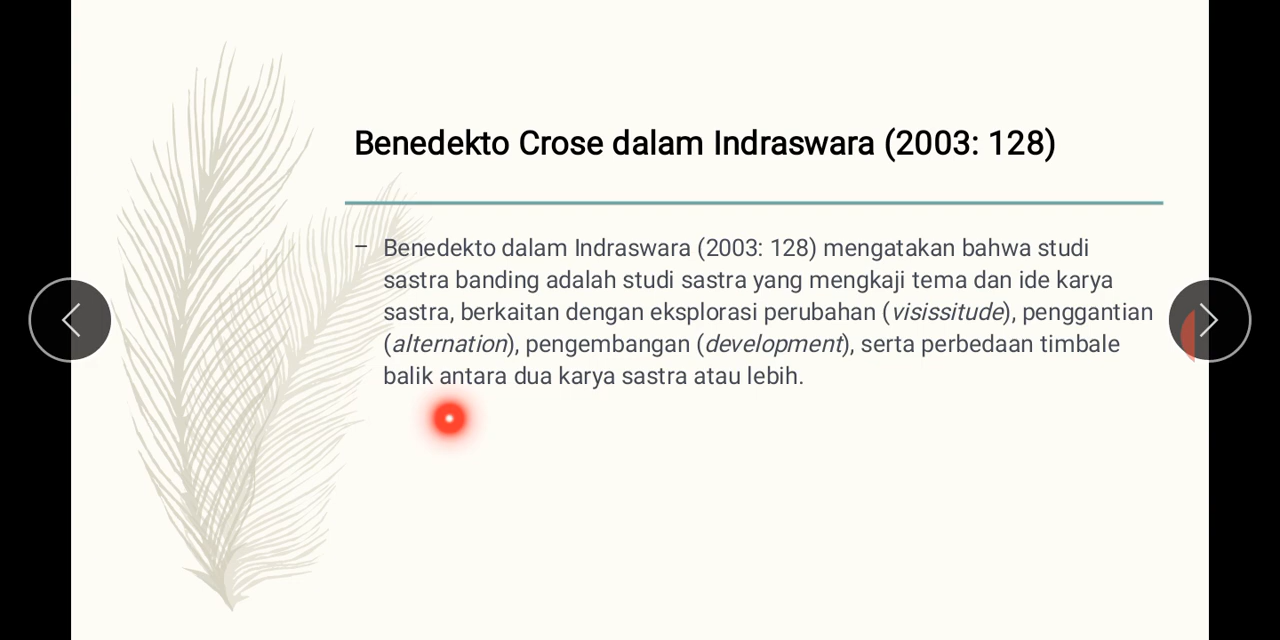 Benedekto Crose dalam Indraswara (2003: 128)
– Benedekto dalam Indraswara (2003: 128) mengatakan bahwa studi
sastra banding adalah studi sastra yang mengkaji tema dan ide karya
sastra, berkaitan dengan eksplorasi perubahan (visissitude), penggantian
(alternation), pengembangan (development), serta perbedaan timbale
balik antara dua karya sastra atau lebih.